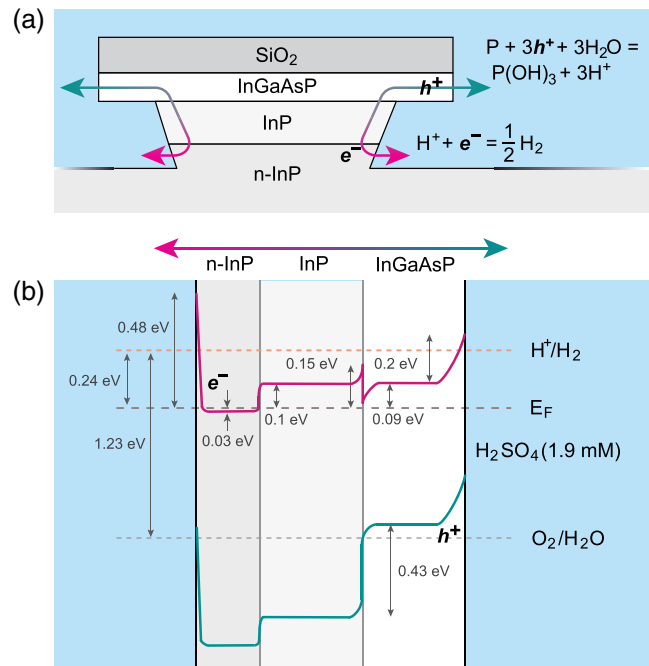 (a)
SiO₂
InGaAsP
h⁺
InP
e⁻
n-InP
P + 3h⁺ + 3H₂O =
P(OH)₃ + 3H⁺
H⁺ + e⁻ = 1/2 H₂
n-InP InP InGaAsP
(b)
0.48 eV
H⁺/H₂
0.15 eV
0.2 eV
0.24 eV
e⁻
E_F
0.03 eV
0.1 eV
0.09 eV
1.23 eV
H₂SO₄(1.9 mM)
h⁺
O₂/H₂O
0.43 eV